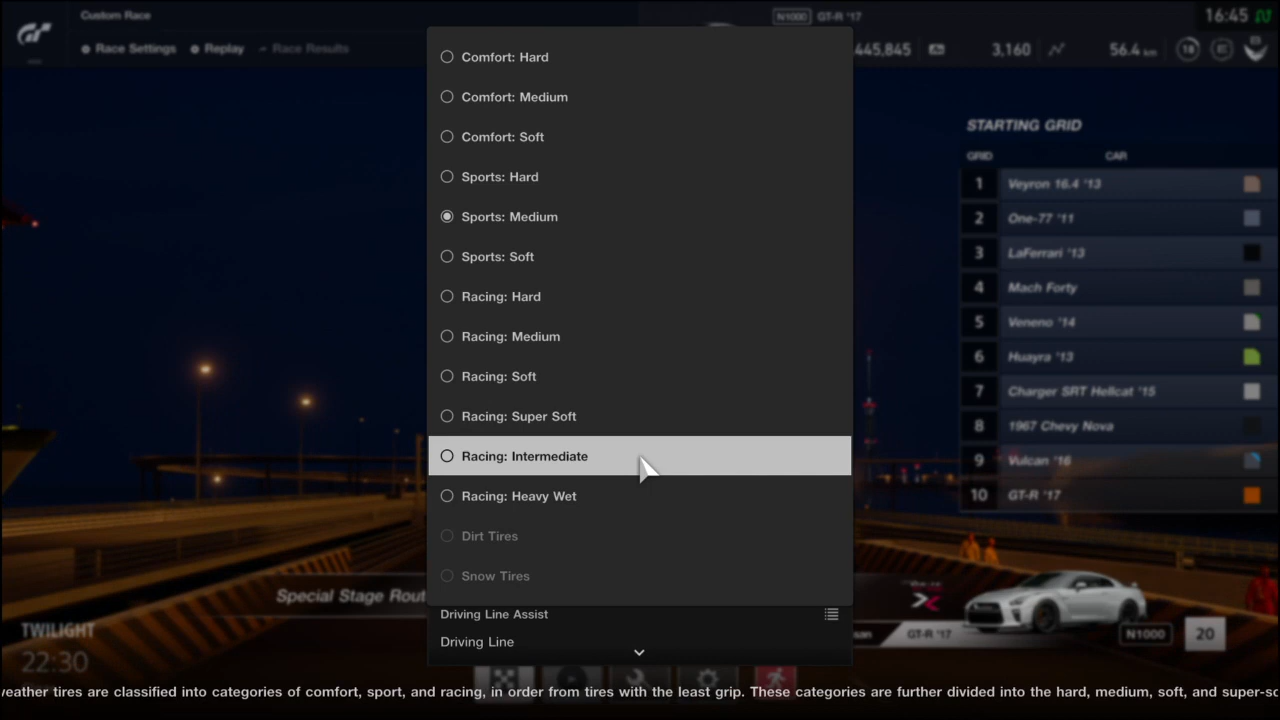 Custom Race
N1000 GT-R '17
16:45
Race Settings Replay Race Results
445,845 3,160 56.4 km 18
Comfort: Hard
Comfort: Medium
Comfort: Soft
Sports: Hard
Sports: Medium
Sports: Soft
Racing: Hard
Racing: Medium
Racing: Soft
Racing: Super Soft
Racing: Intermediate
Racing: Heavy Wet
Dirt Tires
Snow Tires
Driving Line Assist
Driving Line
STARTING GRID
GRID CAR
1 Veyron 16.4 '13
2 One-77 '11
3 LaFerrari '13
4 Mach Forty
5 Veneno '14
6 Huayra '13
7 Charger SRT Hellcat '15
8 1967 Chevy Nova
9 Vulcan '16
10 GT-R '17
Special Stage Rout
TWILIGHT
22:30
san GT-R '17 N1000 20
weather tires are classified into categories of comfort, sport, and racing, in order from tires with the least grip. These categories are further divided into the hard, medium, soft, and super-so